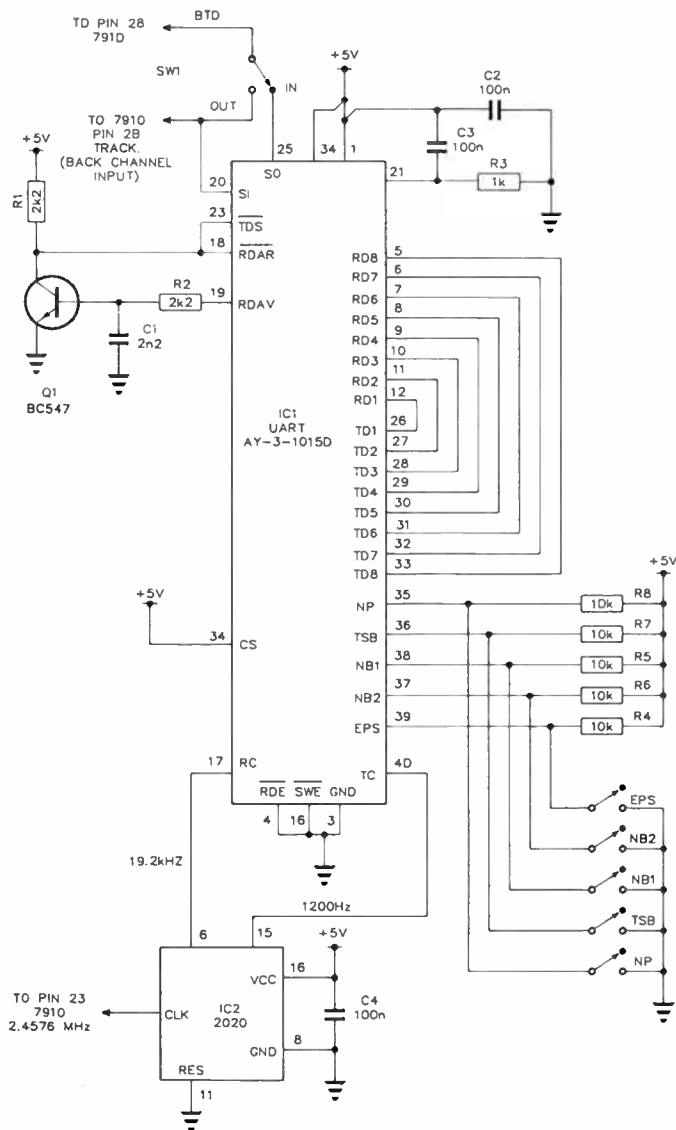 TD PIN 28
791D
BTD
SW1
IN
OUT
TO 7910
PIN 2B
TRACK.
(BACK CHANNEL
INPUT)
+5V
R1
2k2
+5V
C2
100n
C3
100n
R3
1k
25
34
1
21
SO
20
SI
23
TDS
18
RDAR
19
RDAV
R2
2k2
C1
2n2
Q1
BC547
IC1
UART
AY-3-1015D
RD8
5
RD7
6
RD6
7
RD5
8
RD4
9
RD3
10
RD2
11
RD1
12
TD1
26
TD2
27
TD3
28
TD4
29
TD5
30
TD6
31
TD7
32
TD8
33
+5V
NP
35
10k
R8
TSB
36
10k
R7
NB1
38
10k
R5
NB2
37
10k
R6
EPS
39
10k
R4
+5V
34
CS
17
RC
TC
4D
RDE
SWE
GND
4
16
3
EPS
NB2
NB1
TSB
NP
19.2kHZ
1200Hz
6
15
+5V
VCC
16
TO PIN 23
7910
2.4576 MHz
CLK
IC2
2020
C4
100n
GND
8
RES
11